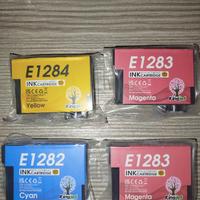 E1284
INK CARTRIDGE
Yellow
E1283
INK CARTRIDGE
Magenta
E1282
INK CARTRIDGE
Cyan
E1283
INK CARTRIDGE
Magenta